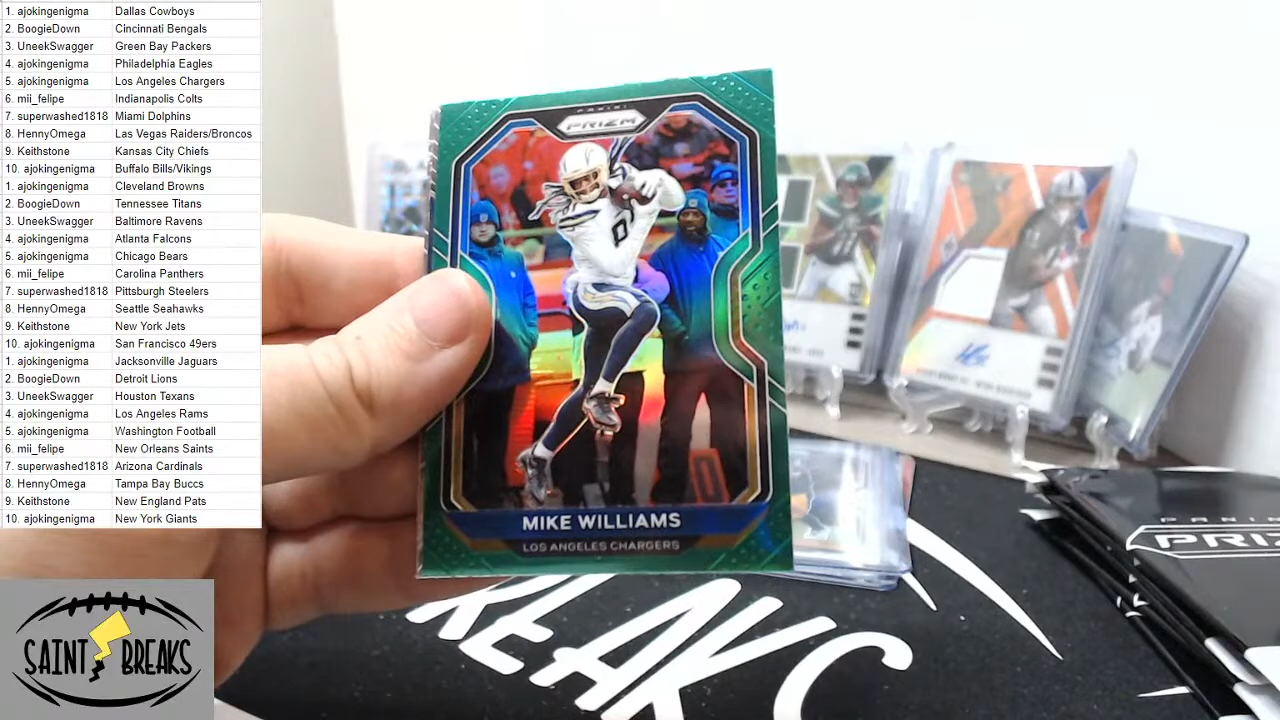 1. ajokingenigma Dallas Cowboys
2. BoogieDown Cincinnati Bengals
3. UneekSwagger Green Bay Packers
4. ajokingenigma Philadelphia Eagles
5. ajokingenigma Los Angeles Chargers
6. mii_felipe Indianapolis Colts
7. superwashed1818 Miami Dolphins
8. HennyOmega Las Vegas Raiders/Broncos
9. Keithstone Kansas City Chiefs
10. ajokingenigma Buffalo Bills/Vikings
1. ajokingenigma Cleveland Browns
2. BoogieDown Tennessee Titans
3. UneekSwagger Baltimore Ravens
4. ajokingenigma Atlanta Falcons
5. ajokingenigma Chicago Bears
6. mii_felipe Carolina Panthers
7. superwashed1818 Pittsburgh Steelers
8. HennyOmega Seattle Seahawks
9. Keithstone New York Jets
10. ajokingenigma San Francisco 49ers
1. ajokingenigma Jacksonville Jaguars
2. BoogieDown Detroit Lions
3. UneekSwagger Houston Texans
4. ajokingenigma Los Angeles Rams
5. ajokingenigma Washington Football
6. mii_felipe New Orleans Saints
7. superwashed1818 Arizona Cardinals
8. HennyOmega Tampa Bay Buccs
9. Keithstone New England Pats
10. ajokingenigma New York Giants
SAINT BREAKS
PANINI
PRIZM
MIKE WILLIAMS
LOS ANGELES CHARGERS
PANINI
PRIZ
REAKS